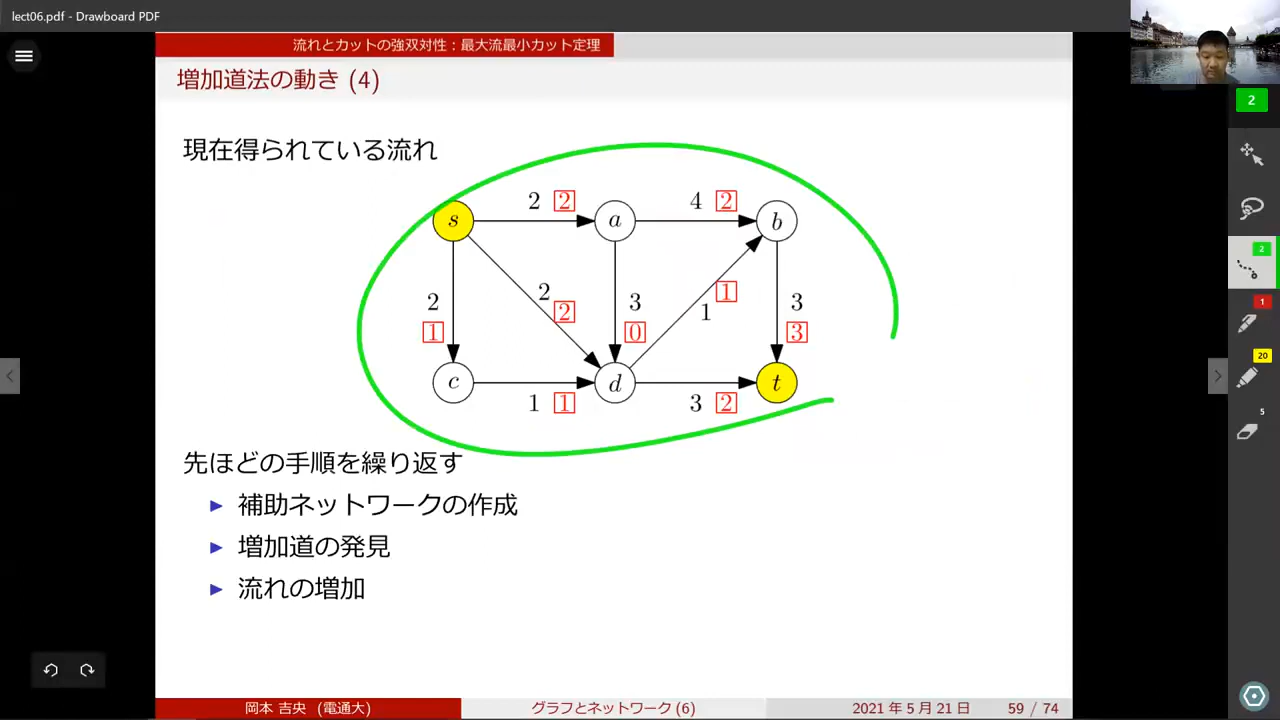 lect06.pdf - Drawboard PDF
流れとカットの強双対性：最大流最小カット定理
増加道法の動き (4)
現在得られている流れ
2 2
4 2
s
a
b
2
2
1
2
1
3
3
2
1
0
3
c
d
t
1 1
3 2
先ほどの手順を繰り返す
▶ 補助ネットワークの作成
▶ 増加道の発見
▶ 流れの増加
岡本 吉央 (電通大)
グラフとネットワーク (6)
2021 年 5 月 21 日
59 / 74
2
2
1
20
5